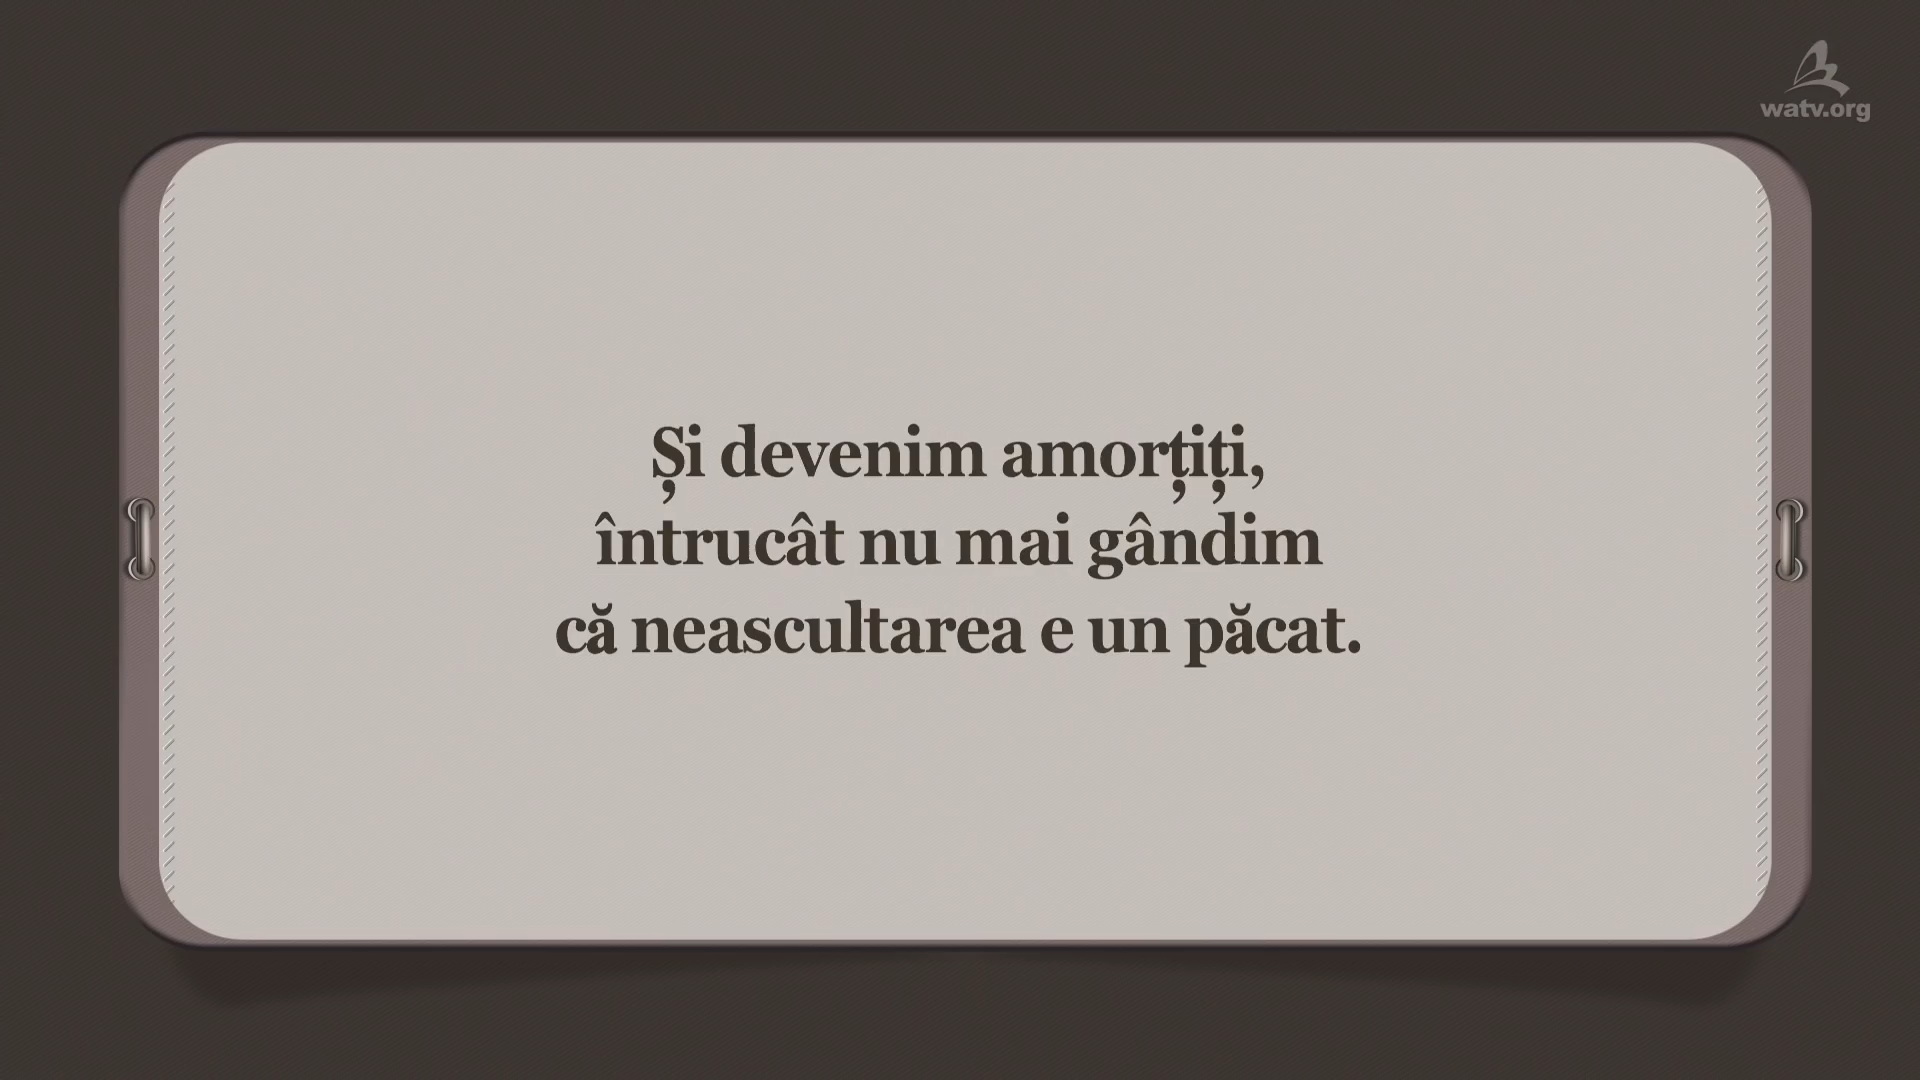 watv.org
Și devenim amorțiți,
întrucât nu mai gândim
că neascultarea e un păcat.